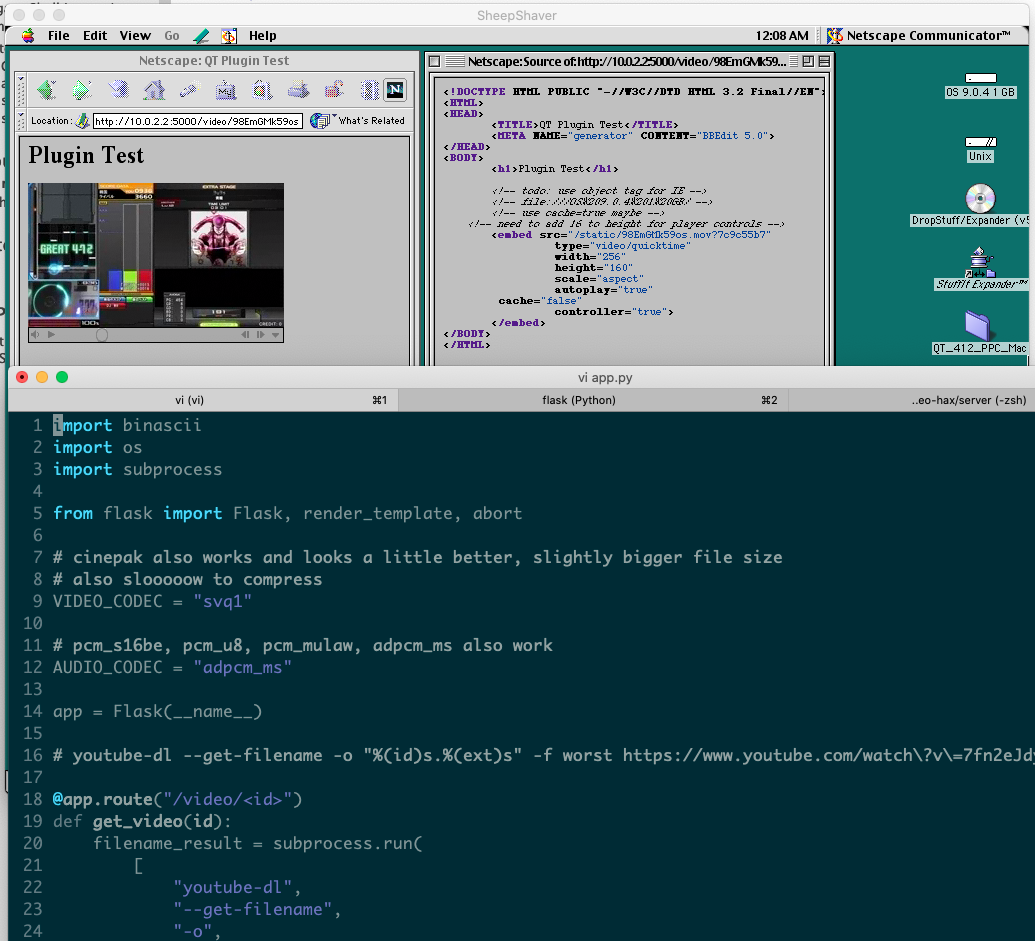 SheepShaver
File Edit View Go Help 12:08 AM Netscape Communicator™
Netscape: QT Plugin Test
Location: http://10.0.2.2:5000/video/98EmGMk59os What's Related
Plugin Test
EXTRA STAGE
GREAT 472
3660
TIME UNIT
191
100%
CREDIT: 0
Netscape: Source of: http://10.0.2.2:5000/video/98EmGMk59...
<!DOCTYPE HTML PUBLIC "-//W3C//DTD HTML 3.2 Final//EN">
<HTML>
<HEAD>
<TITLE>QT Plugin Test</TITLE>
<META NAME="generator" CONTENT="BBEdit 5.0">
</HEAD>
<BODY>
<h1>Plugin Test</h1>
<!-- todo: use object tag for IE -->
<!-- file:///OS%209.0.4%201%20GB/ -->
<!-- use cache=true maybe -->
<!-- need to add 16 to height for player controls -->
<embed src="/static/98EmGMk59os.mov?7c9c55b7"
type="video/quicktime"
width="256"
height="160"
scale="aspect"
autoplay="true"
cache="false"
controller="true">
</embed>
</BODY>
</HTML>
OS 9.0.4 1 GB
Unix
DropStuff/Expander (v5
StuffIt Expander™
QT_412_PPC_Mac
vi app.py
vi (vi) ⌘1 flask (Python) ⌘2 ..eo-hax/server (-zsh)
1 import binascii
2 import os
3 import subprocess
4
5 from flask import Flask, render_template, abort
6
7 # cinepak also works and looks a little better, slightly bigger file size
8 # also slooooow to compress
9 VIDEO_CODEC = "svq1"
10
11 # pcm_s16be, pcm_u8, pcm_mulaw, adpcm_ms also work
12 AUDIO_CODEC = "adpcm_ms"
13
14 app = Flask(__name__)
15
16 # youtube-dl --get-filename -o "%(id)s.%(ext)s" -f worst https://www.youtube.com/watch\?v\=7fn2eJdy
17
18 @app.route("/video/<id>")
19 def get_video(id):
20 filename_result = subprocess.run(
21 [
22 "youtube-dl",
23 "--get-filename",
24 "-o",